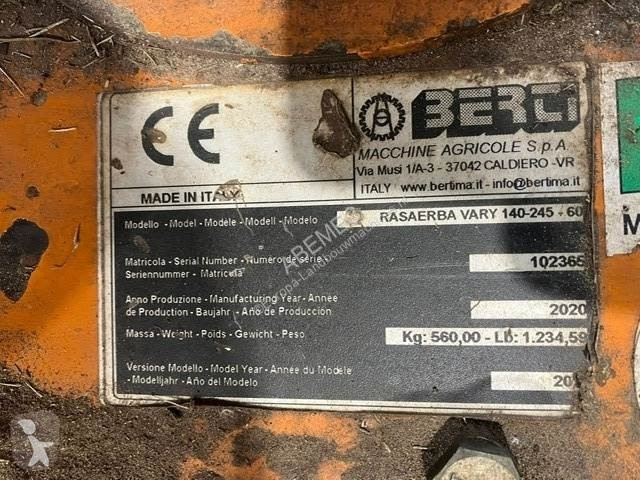 CE
BERTI
MACCHINE AGRICOLE S.p.A
Via Musi 1/A-3 - 37042 CALDIERO -VR
ITALY www.bertima.it - info@bertima.it
MADE IN ITALY
Modello - Model - Modèle - Modell - Modelo
RASAERBA VARY 140-245 - 60
Matricola - Serial Number - Numéro de série
Seriennummer - Matricula
102365
Anno Produzione - Manufacturing Year - Année
de Production - Baujahr - Año de Producción
2020
Massa - Weight - Poids - Gewicht - Peso
Kg: 560,00 - Lb: 1.234,59
Versione Modello - Model Year - Année du Modèle
- Modelljahr - Año del Modelo
ABEMEC